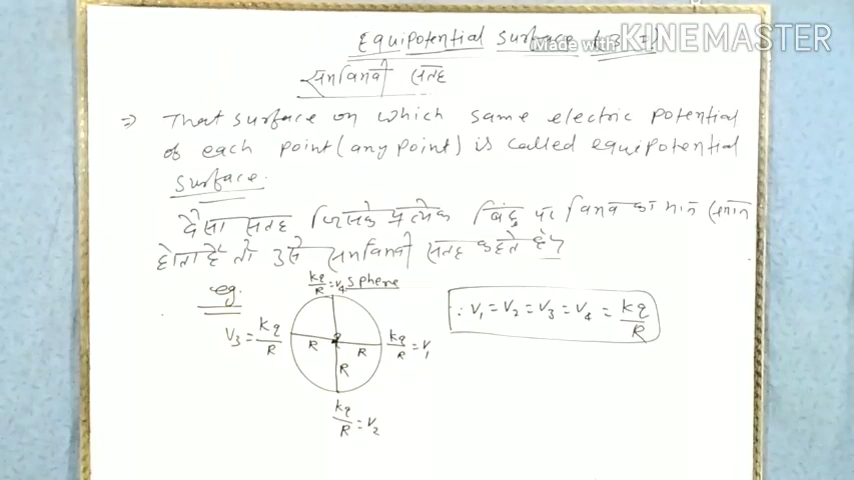 Equipotential Surface
Made with KINEMASTER
समविभवी सतह
⇒ That surface on which same electric potential
of each point (any point) is called equipotential
surface.
वैसा सतह जिसके प्रत्येक बिंदु पर विभव का मान समान
होता है तो उसे समविभवी सतह कहते हैं
eg.
kq/R = V4 sphere
V3 = kq/R
R R
kq/R = V1
R
kq/R = V2
∴ V1 = V2 = V3 = V4 = kq/R